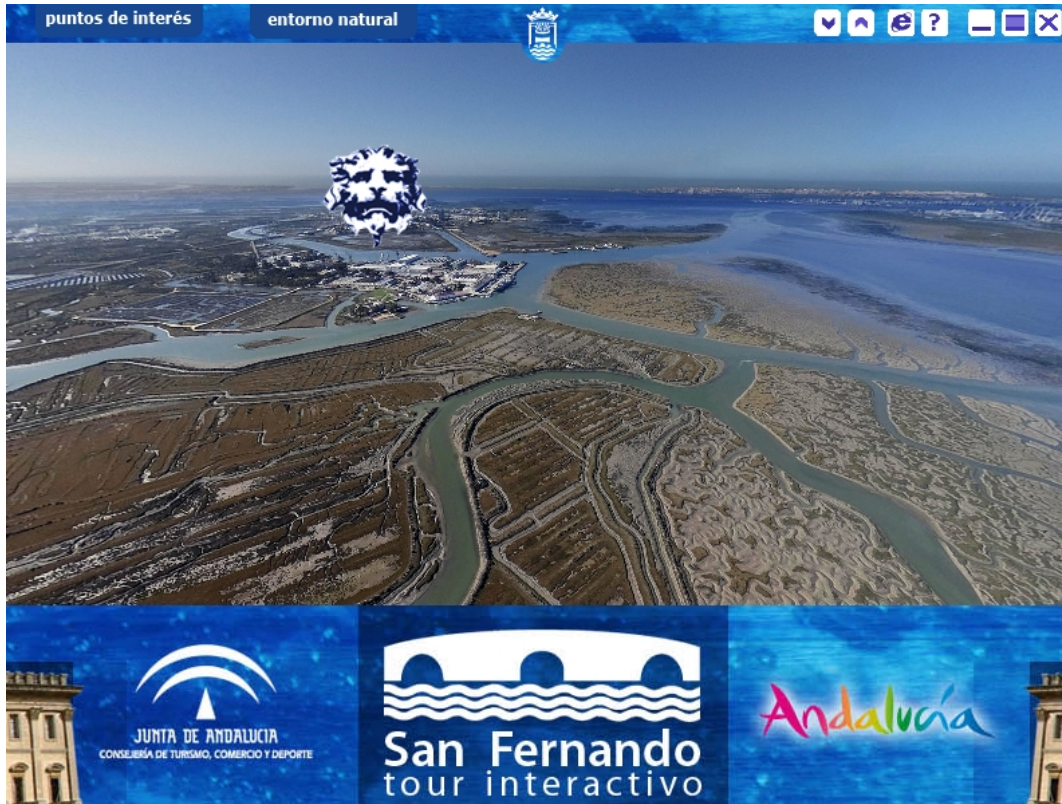 puntos de interés
entorno natural
?
JUNTA DE ANDALUCIA
CONSEJERÍA DE TURISMO, COMERCIO Y DEPORTE
San Fernando
tour interactivo
Andalucía